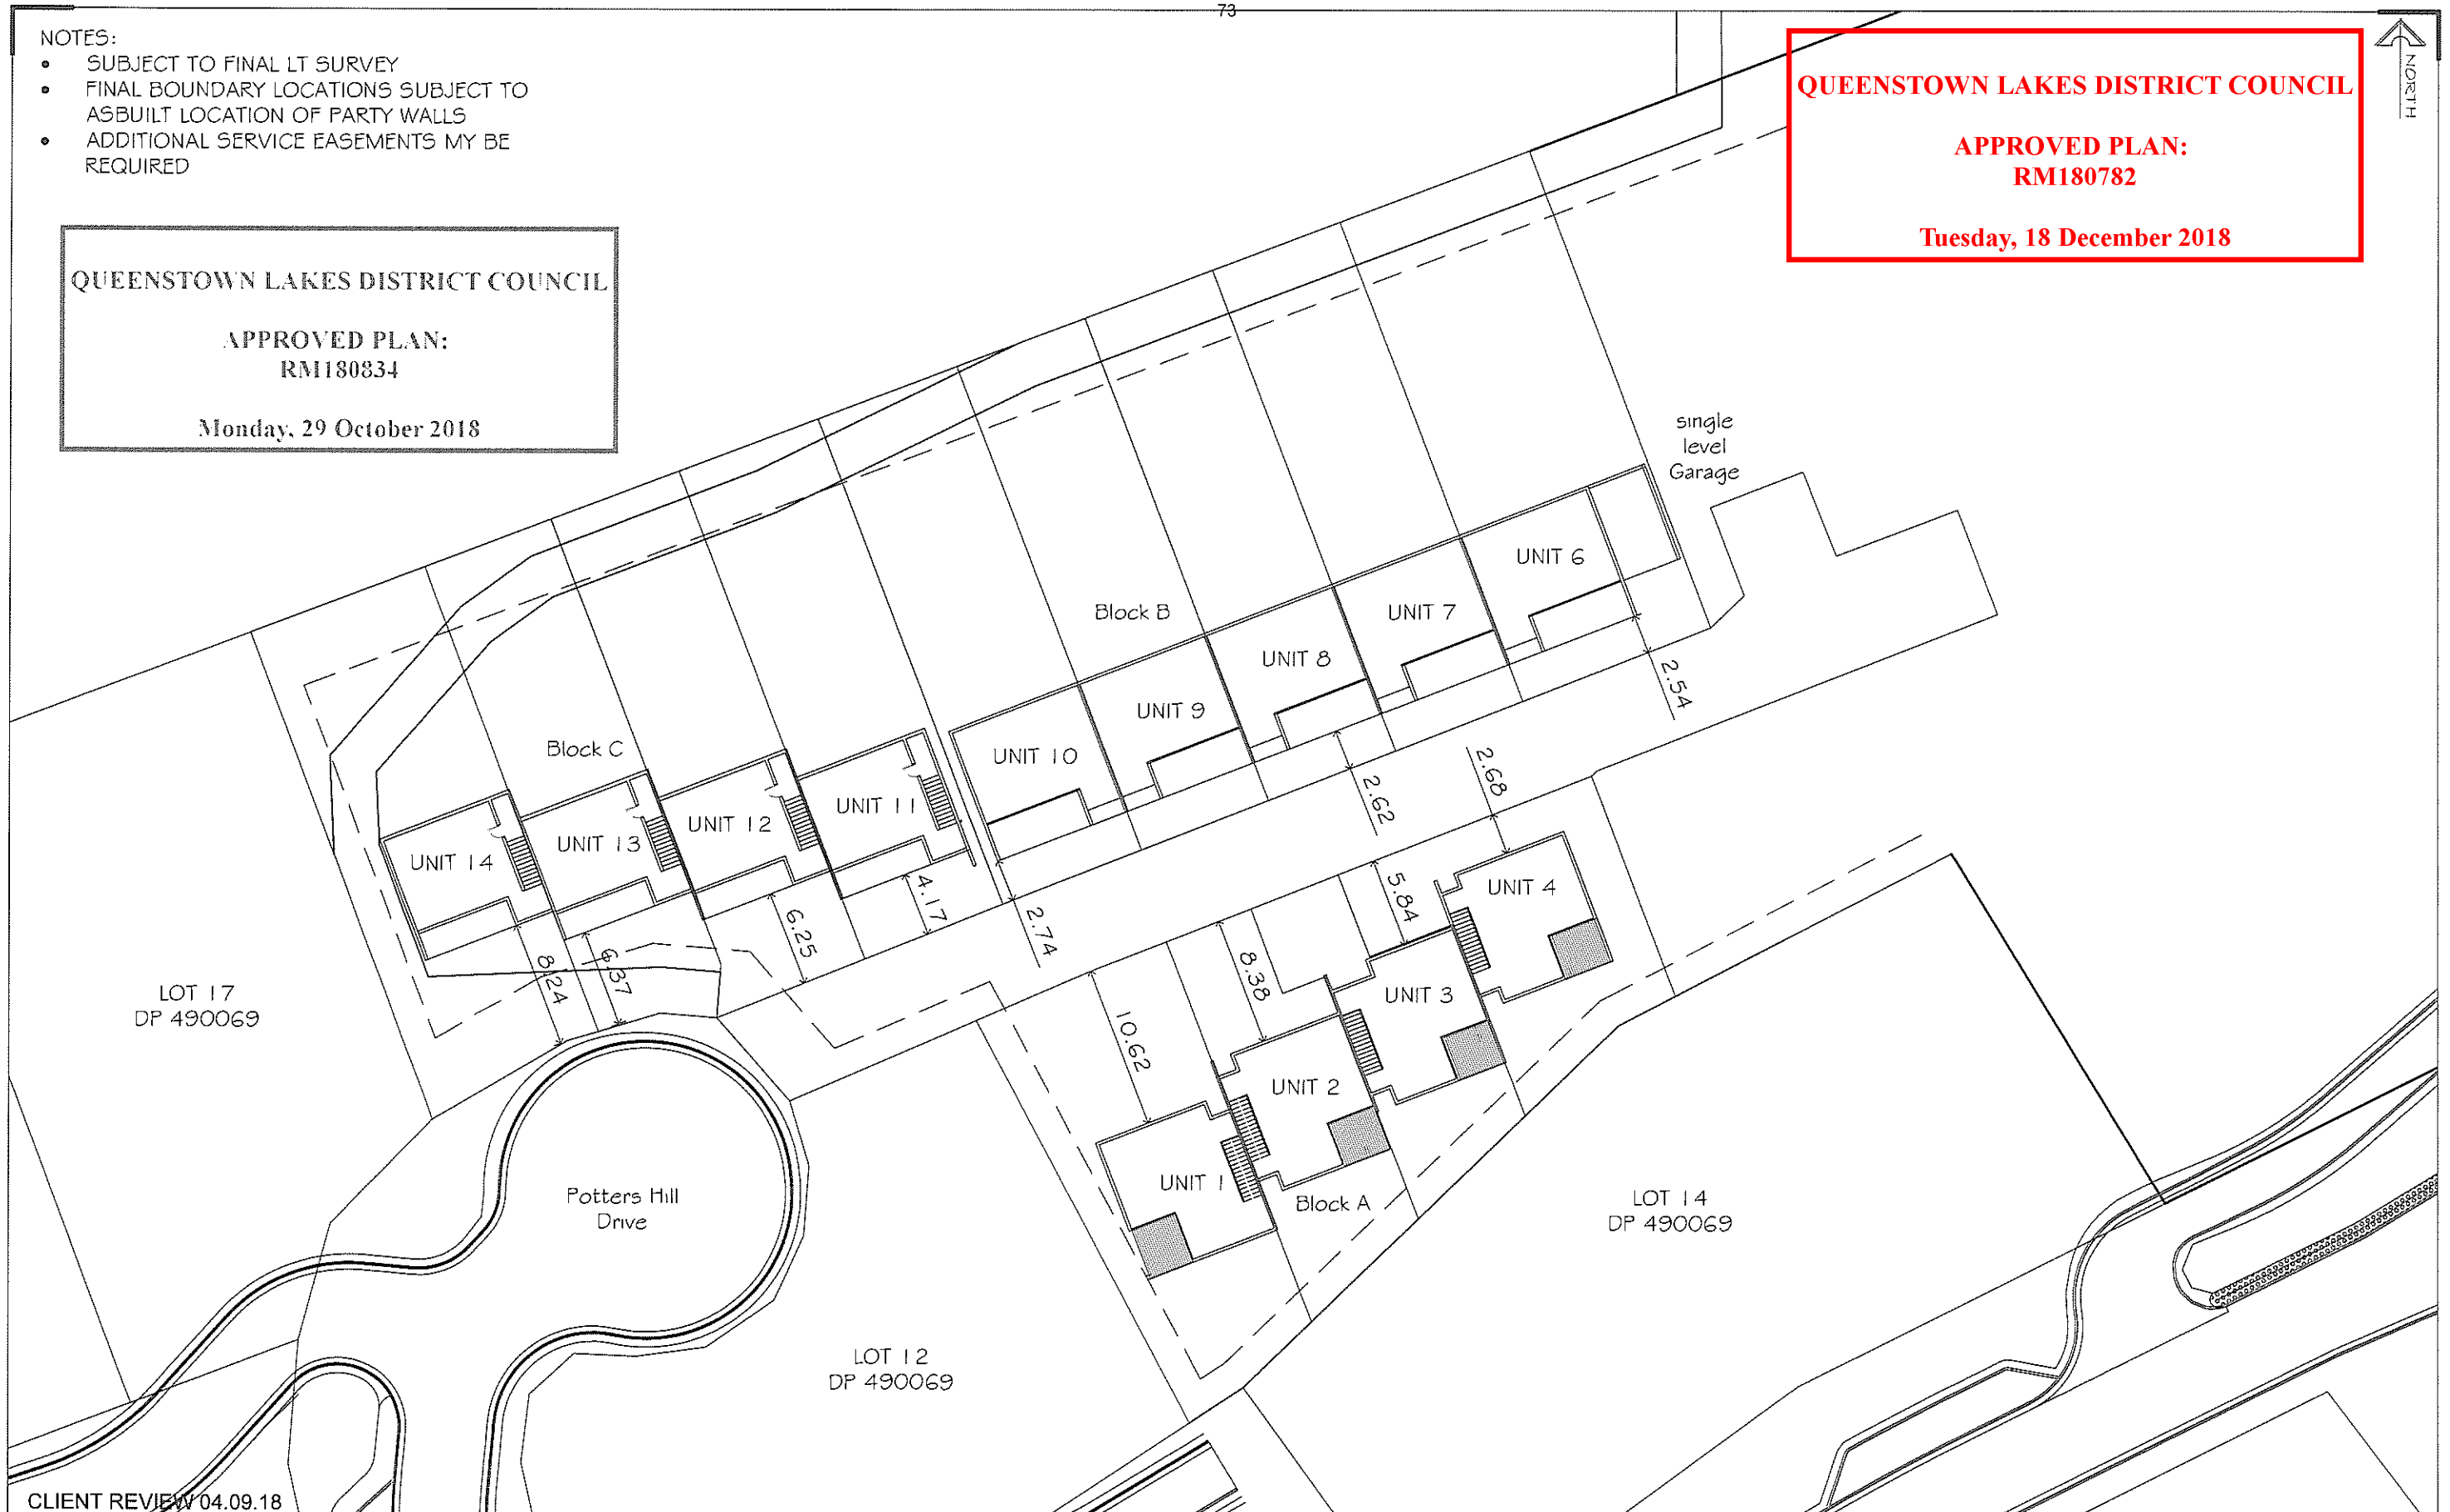 73
NOTES:
• SUBJECT TO FINAL LT SURVEY
• FINAL BOUNDARY LOCATIONS SUBJECT TO
ASBUILT LOCATION OF PARTY WALLS
• ADDITIONAL SERVICE EASEMENTS MY BE
REQUIRED
QUEENSTOWN LAKES DISTRICT COUNCIL
APPROVED PLAN:
RM180834
Monday, 29 October 2018
QUEENSTOWN LAKES DISTRICT COUNCIL
APPROVED PLAN:
RM180782
Tuesday, 18 December 2018
NORTH
single
level
Garage
UNIT 6
Block B
UNIT 7
UNIT 8
UNIT 9
UNIT 10
2.54
2.62
2.68
Block C
UNIT 11
UNIT 12
UNIT 13
UNIT 14
8.24
6.37
6.25
4.17
2.74
5.84
8.38
10.62
UNIT 4
UNIT 3
UNIT 2
UNIT 1
Block A
LOT 17
DP 490069
Potters Hill
Drive
LOT 14
DP 490069
LOT 12
DP 490069
CLIENT REVIEW 04.09.18